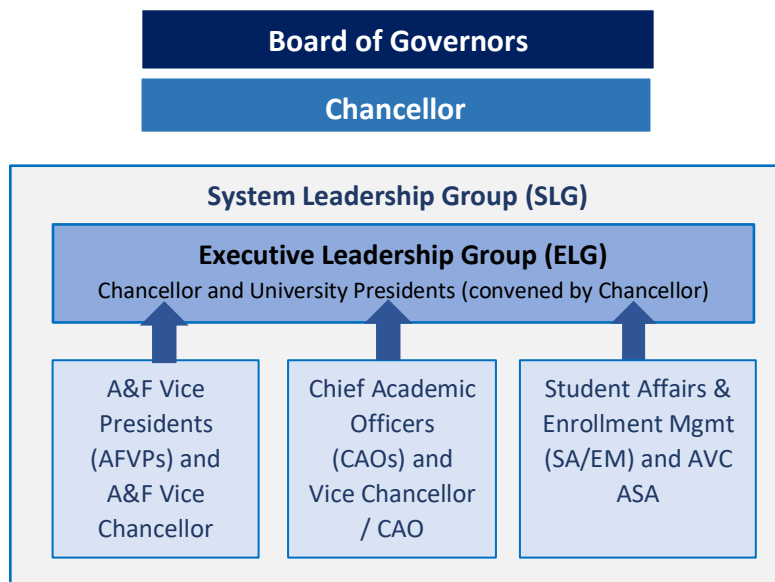 Board of Governors
Chancellor
System Leadership Group (SLG)
Executive Leadership Group (ELG)
Chancellor and University Presidents (convened by Chancellor)
A&F Vice
Presidents
(AFVPs) and
A&F Vice
Chancellor
Chief Academic
Officers
(CAOs) and
Vice Chancellor
/ CAO
Student Affairs &
Enrollment Mgmt
(SA/EM) and AVC
ASA